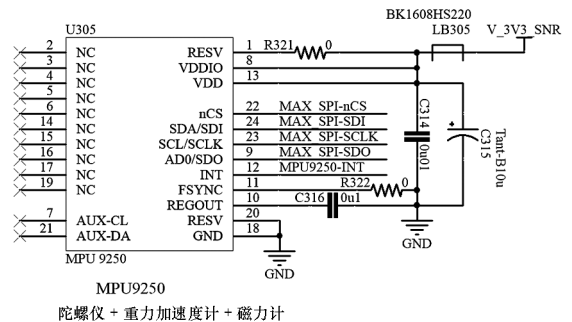 BK1608HS220
U305 LB305 V_3V3_SNR
2 NC RESV 1 R321 0
3 NC VDDIO 8
4 NC VDD 13
5 NC
6 NC nCS 22 MAX_SPI-nCS
14 NC SDA/SDI 24 MAX_SPI-SDI
15 NC SCL/SCLK 23 MAX_SPI-SCLK
16 NC AD0/SDO 9 MAX_SPI-SDO
17 NC INT 12 MPU9250-INT
19 NC FSYNC 11 R322 0
REGOUT 10 C316 0u1
7 AUX-CL RESV 20
21 AUX-DA GND 18
C314
0u01
C315
Tant-B10u
GND
GND
MPU 9250
MPU9250
陀螺仪 + 重力加速度计 + 磁力计